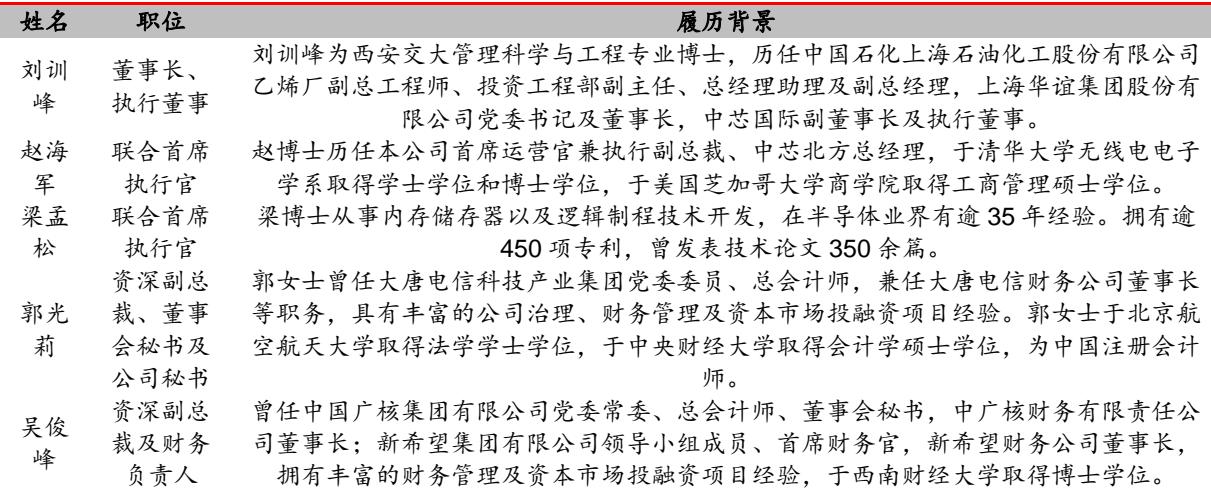 姓名 职位 履历背景
刘训峰 董事长、执行董事 刘训峰为西安交大管理科学与工程专业博士，历任中国石化上海石油化工股份有限公司
乙烯厂副总工程师、投资工程部副主任、总经理助理及副总经理，上海华谊集团股份有
限公司党委书记及董事长，中芯国际副董事长及执行董事。
赵海军 联合首席执行官 赵博士历任本公司首席运营官兼执行副总裁、中芯北方总经理，于清华大学无线电电子
学系取得学士学位和博士学位，于美国芝加哥大学商学院取得工商管理硕士学位。
梁孟松 联合首席执行官 梁博士从事内存储存器以及逻辑制程技术开发，在半导体业界有逾 35 年经验。拥有逾
450 项专利，曾发表技术论文 350 余篇。
郭光莉 资深副总裁、董事会秘书及公司秘书 郭女士曾任大唐电信科技产业集团党委委员、总会计师，兼任大唐电信财务公司董事长
等职务，具有丰富的公司治理、财务管理及资本市场投融资项目经验。郭女士于北京航
空航天大学取得法学学士学位，于中央财经大学取得会计学硕士学位，为中国注册会计
师。
吴俊峰 资深副总裁及财务负责人 曾任中国广核集团有限公司党委常委、总会计师、董事会秘书，中广核财务有限责任公
司董事长；新希望集团有限公司领导小组成员、首席财务官，新希望财务公司董事长，
拥有丰富的财务管理及资本市场投融资项目经验，于西南财经大学取得博士学位。